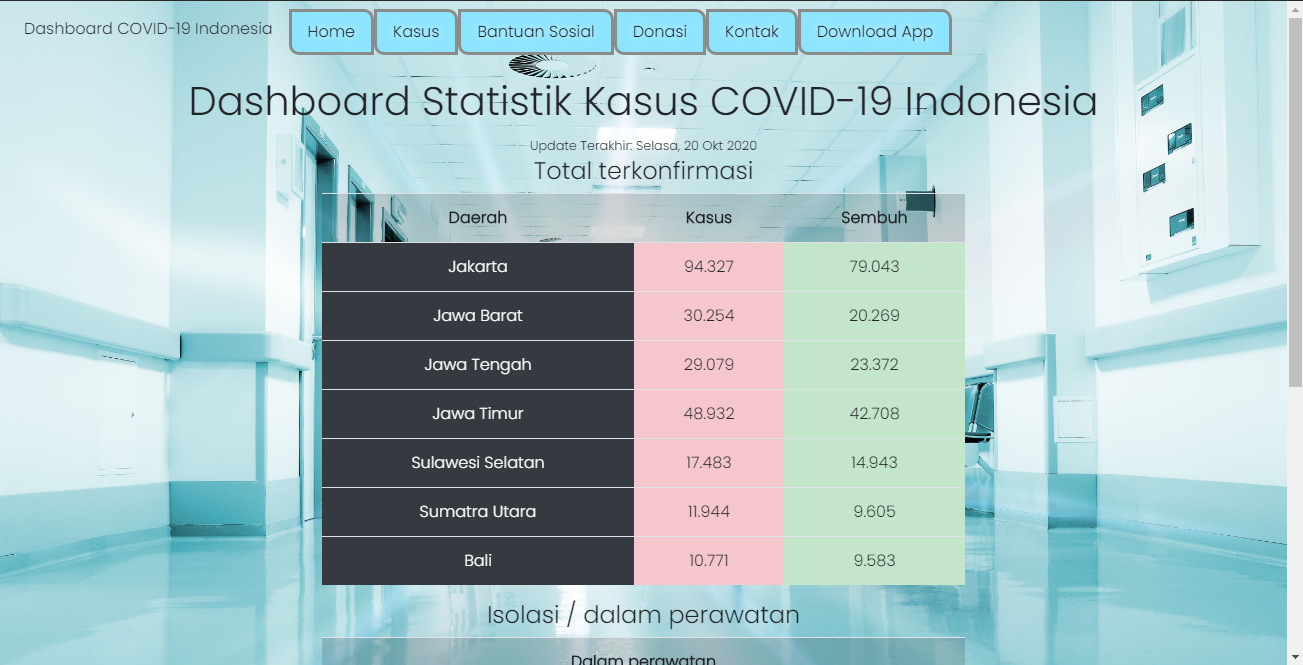 Dashboard COVID-19 Indonesia Home Kasus Bantuan Sosial Donasi Kontak Download App
Dashboard Statistik Kasus COVID-19 Indonesia
Update Terakhir: Selasa, 20 Okt 2020
Total terkonfirmasi
Daerah Kasus Sembuh
Jakarta 94.327 79.043
Jawa Barat 30.254 20.269
Jawa Tengah 29.079 23.372
Jawa Timur 48.932 42.708
Sulawesi Selatan 17.483 14.943
Sumatra Utara 11.944 9.605
Bali 10.771 9.583
Isolasi / dalam perawatan
Dalam perawatan